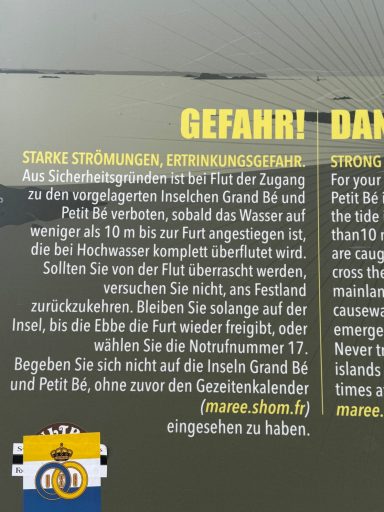 GEFAHR!
STARKE STRÖMUNGEN, ERTRINKUNGSGEFAHR.
Aus Sicherheitsgründen ist bei Flut der Zugang
zu den vorgelagerten Inselchen Grand Bé und
Petit Bé verboten, sobald das Wasser auf
weniger als 10 m bis zur Furt angestiegen ist,
die bei Hochwasser komplett überflutet wird.
Sollten Sie von der Flut überrascht werden,
versuchen Sie nicht, ans Festland
zurückzukehren. Bleiben Sie solange auf der
Insel, bis die Ebbe die Furt wieder freigibt, oder
wählen Sie die Notrufnummer 17.
Begeben Sie sich nicht auf die Inseln Grand Bé
und Petit Bé, ohne zuvor den Gezeitenkalender
(maree.shom.fr)
eingesehen zu haben.
DAN
STRONG
For your
Petit Bé i
the tide
than10 r
are caug
cross the
mainlan
causewa
emerge
Never tr
islands
times a
maree.